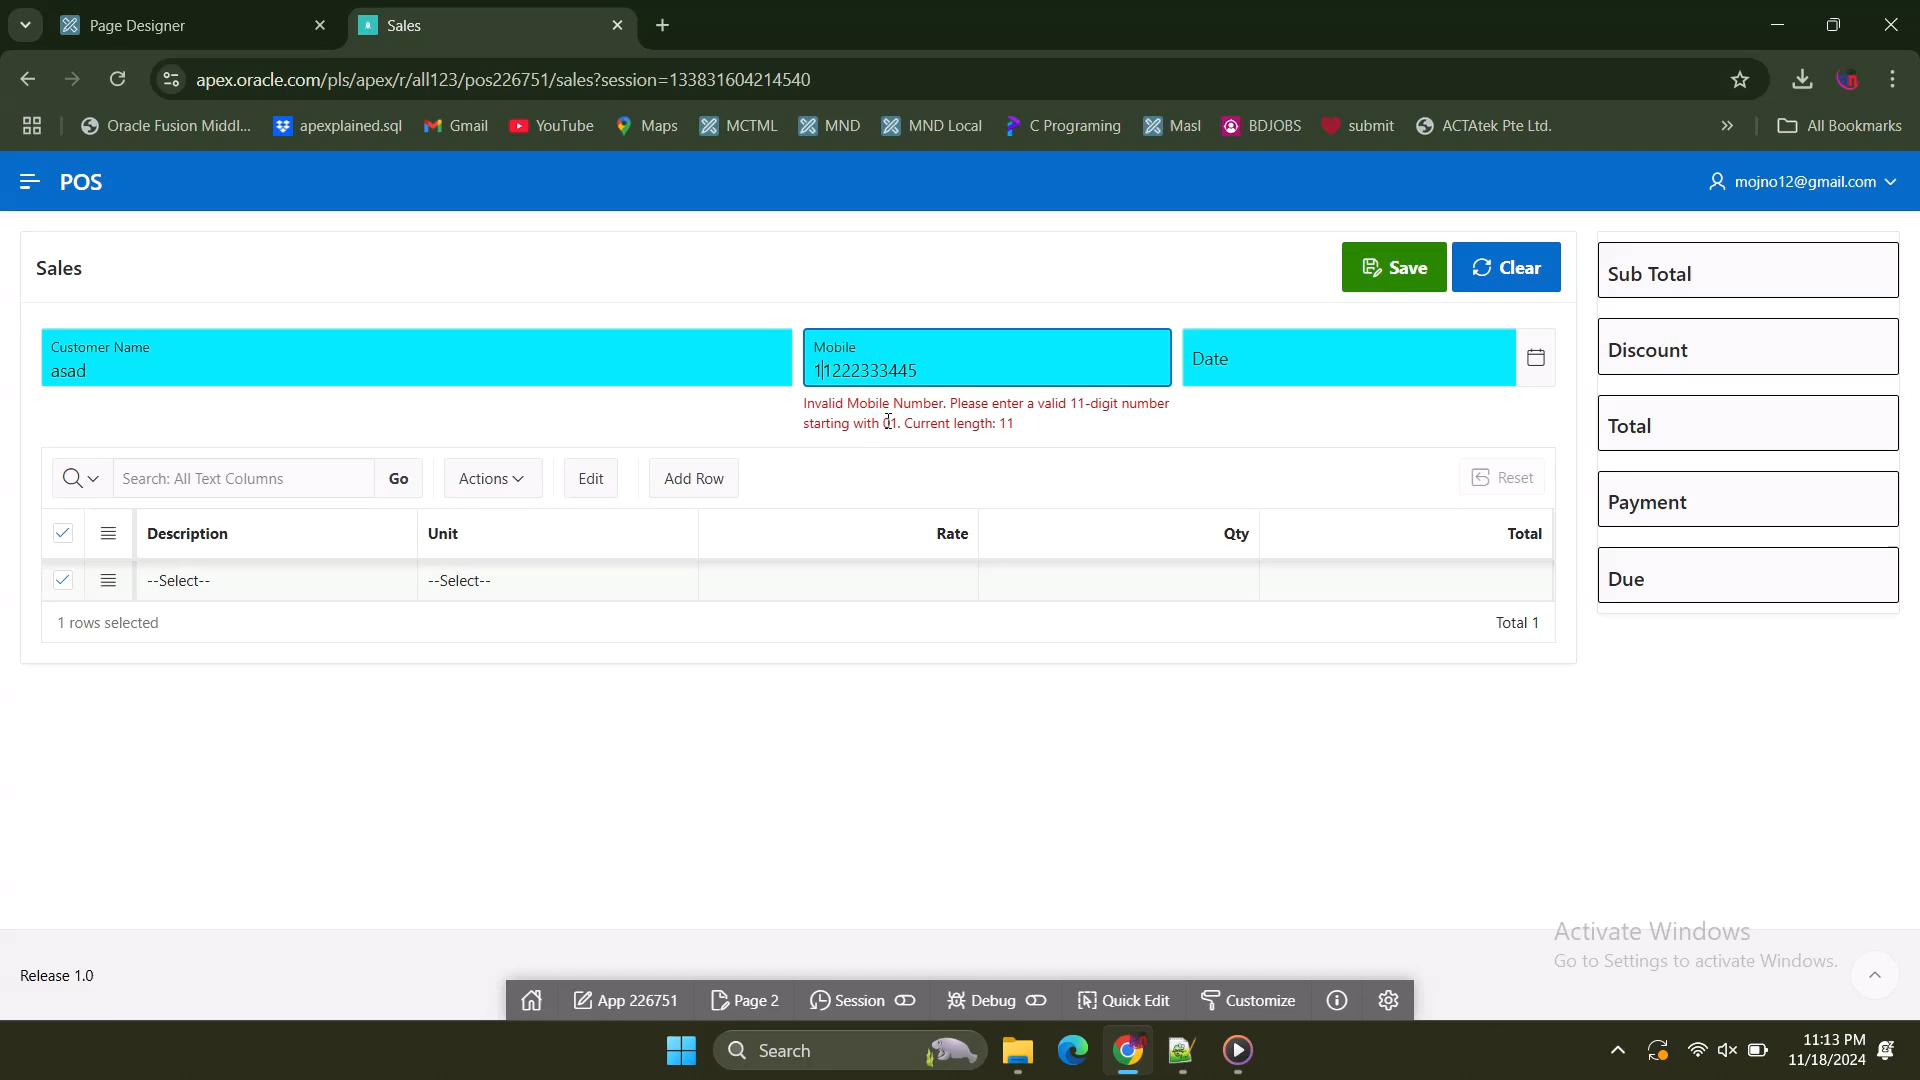 Page Designer
Sales
apex.oracle.com/pls/apex/r/all123/pos226751/sales?session=133831604214540
Oracle Fusion Middl...
apexplained.sql
Gmail
YouTube
Maps
MCTML
MND
MND Local
C Programing
Masl
BDJOBS
submit
ACTAtek Pte Ltd.
All Bookmarks
POS
mojno12@gmail.com
Sales
Save
Clear
Customer Name
asad
Mobile
11222333445
Date
Invalid Mobile Number. Please enter a valid 11-digit number
starting with 01. Current length: 11
Search: All Text Columns
Go
Actions
Edit
Add Row
Reset
Description
Unit
Rate
Qty
Total
--Select--
--Select--
1 rows selected
Total 1
Sub Total
Discount
Total
Payment
Due
Activate Windows
Go to Settings to activate Windows.
Release 1.0
App 226751
Page 2
Session
Debug
Quick Edit
Customize
Search
11:13 PM
11/18/2024